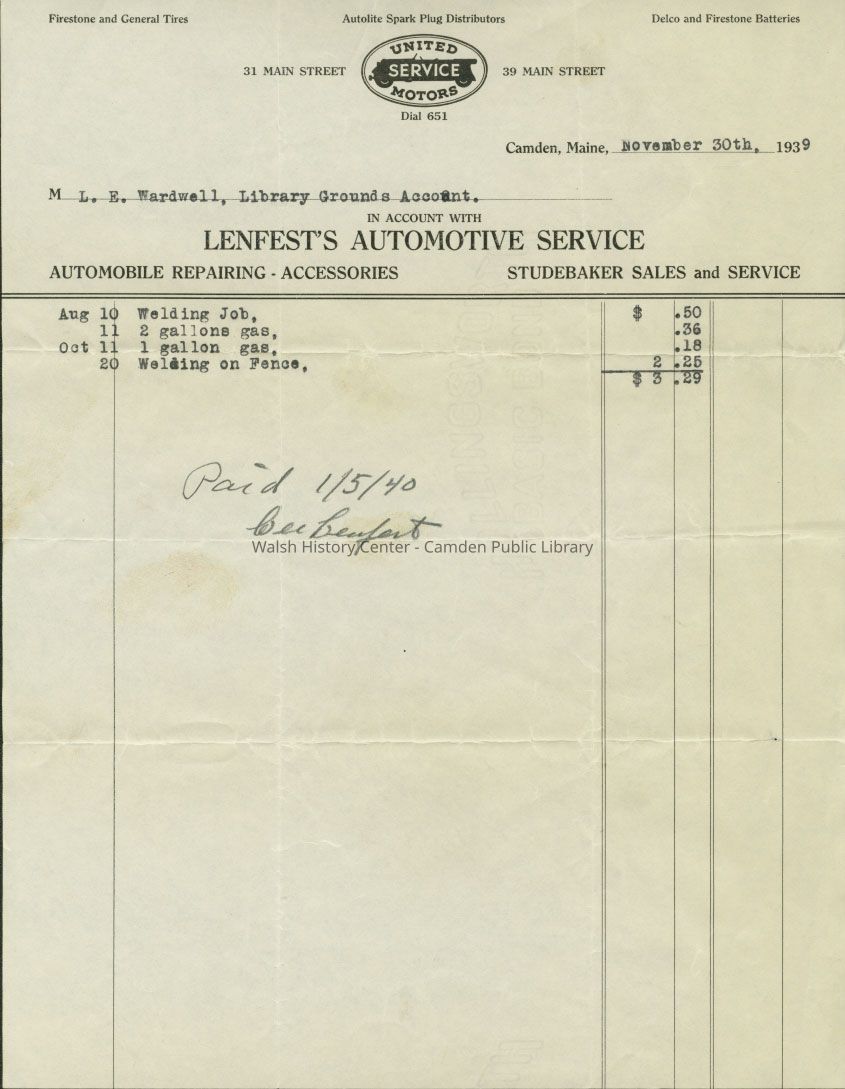 Firestone and General Tires Autolite Spark Plug Distributors Delco and Firestone Batteries
UNITED
31 MAIN STREET SERVICE 39 MAIN STREET
MOTORS
Dial 651
Camden, Maine, November 30th, 1939
M L. E. Wardwell, Library Grounds Account.
IN ACCOUNT WITH
LENFEST'S AUTOMOTIVE SERVICE
AUTOMOBILE REPAIRING - ACCESSORIES STUDEBAKER SALES and SERVICE
Aug 10 Welding Job, $ .50
11 2 gallons gas, .36
Oct 11 1 gallon gas, .18
20 Welding on Fence, 2 .25
$ 3 .29
Paid 1/5/40
Lenfest
Walsh History Center - Camden Public Library